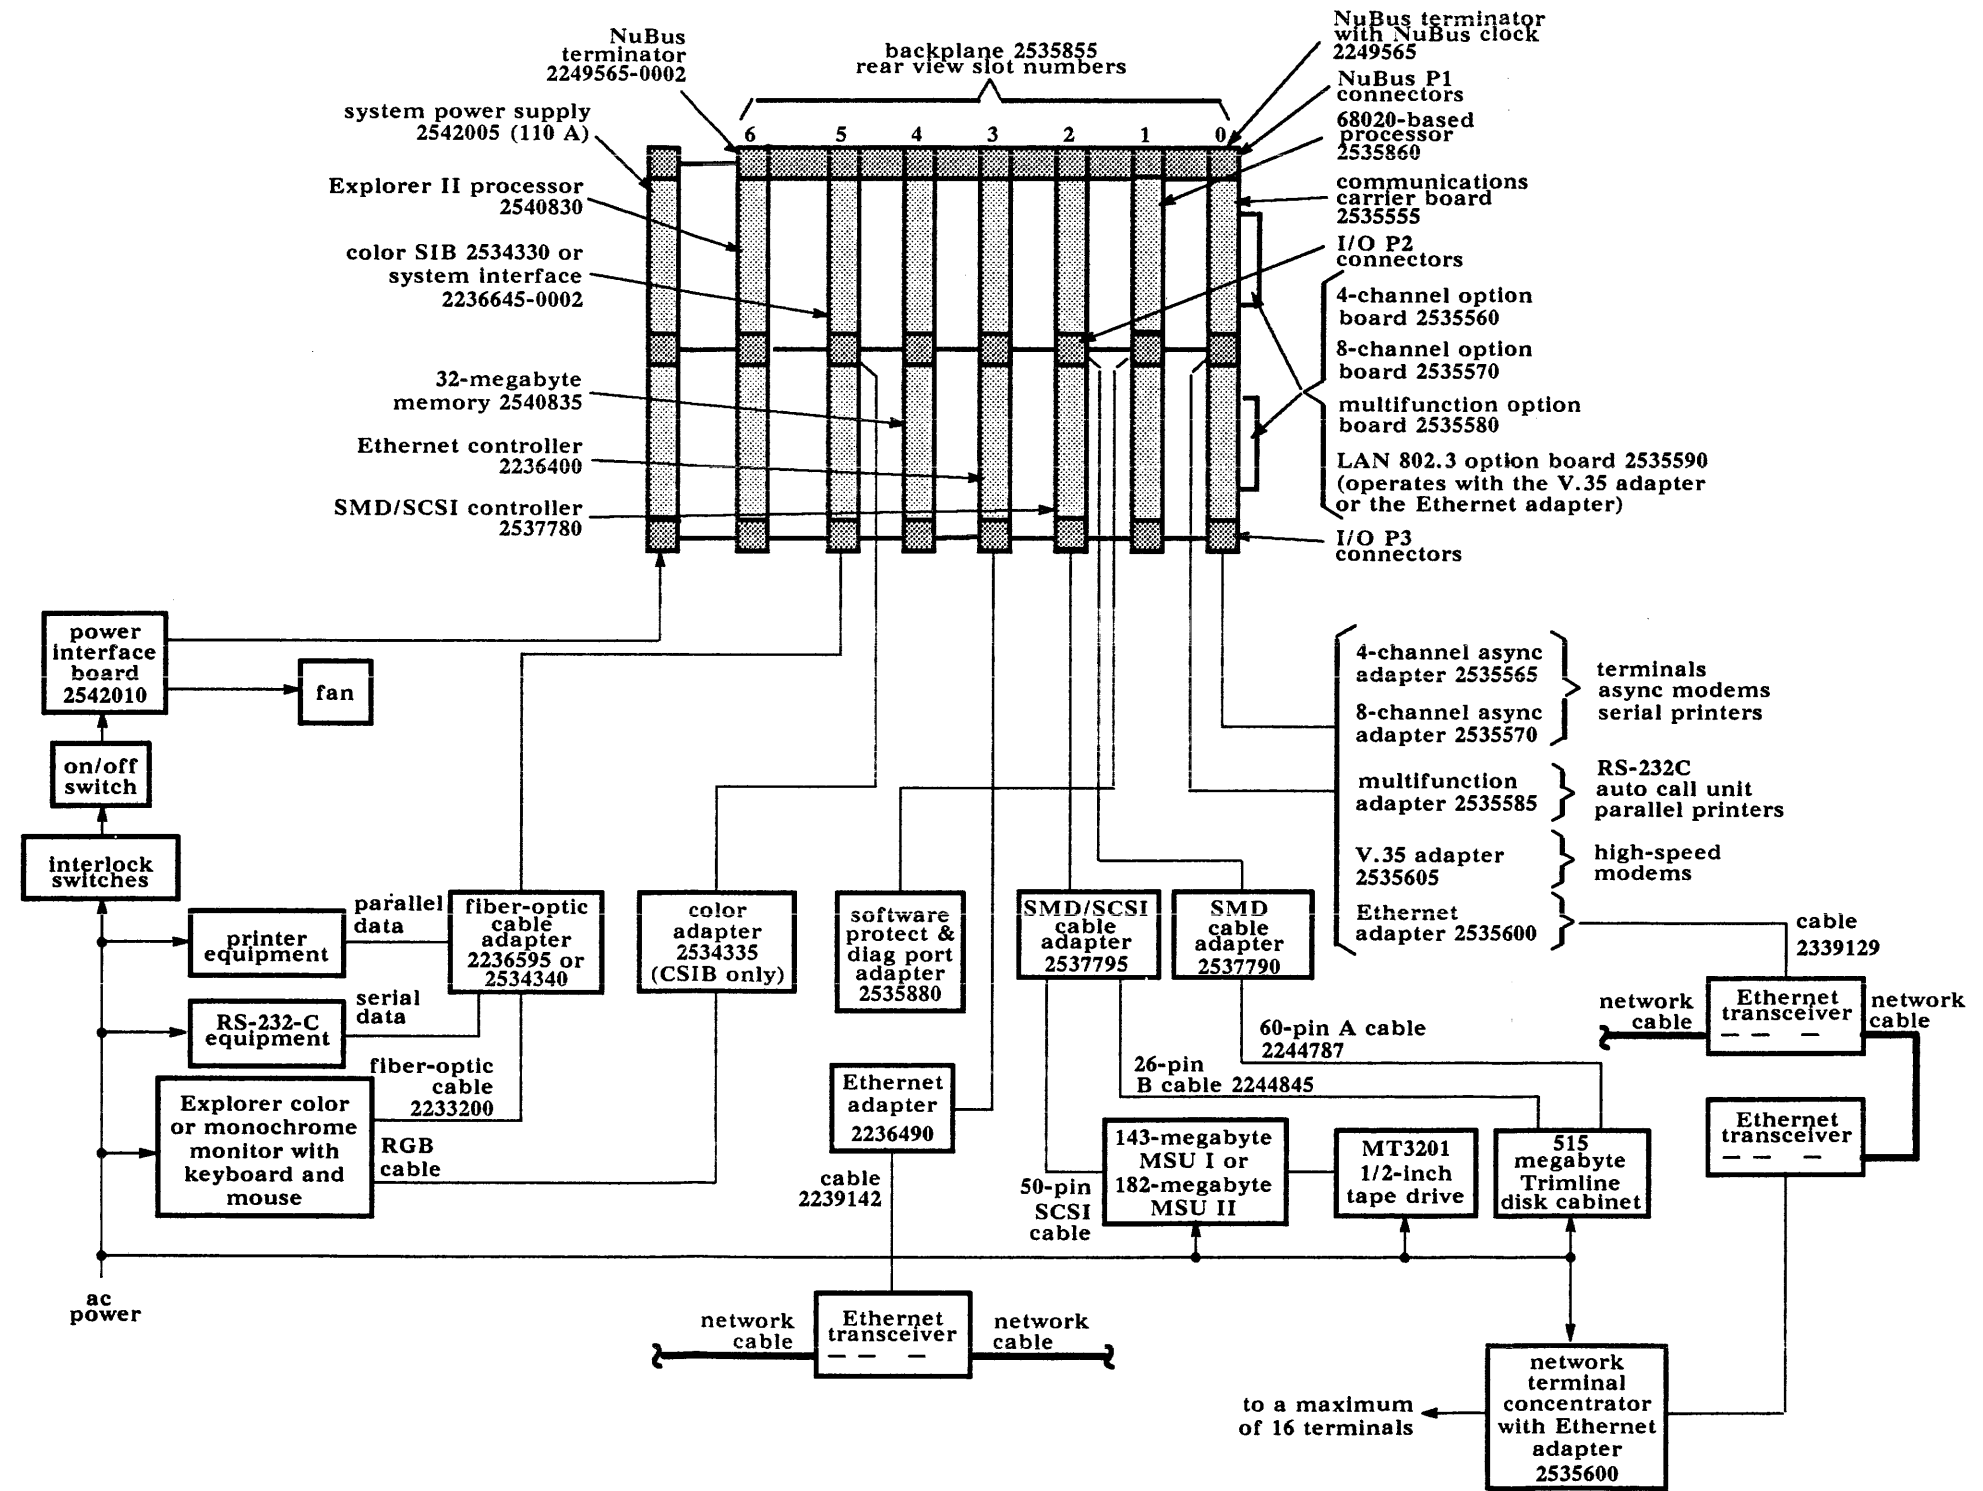 NuBus
terminator
2249565-0002
backplane 2535855
rear view slot numbers
NuBus terminator
with NuBus clock
2249565
NuBus P1
connectors
68020-based
processor
2535860
communications
carrier board
2535555
I/O P2
connectors
4-channel option
board 2535560
8-channel option
board 2535570
multifunction option
board 2535580
LAN 802.3 option board 2535590
(operates with the V.35 adapter
or the Ethernet adapter)
I/O P3
connectors
6 5 4 3 2 1 0
system power supply
2542005 (110 A)
Explorer II processor
2540830
color SIB 2534330 or
system interface
2236645-0002
32-megabyte
memory 2540835
Ethernet controller
2236400
SMD/SCSI controller
2537780
power
interface
board
2542010
fan
on/off
switch
interlock
switches
printer
equipment
parallel
data
RS-232-C
equipment
serial
data
fiber-optic
cable
adapter
2236595 or
2534340
fiber-optic
cable
2233200
Explorer color
or monochrome
monitor with
keyboard and
mouse
RGB
cable
ac
power
color
adapter
2534335
(CSIB only)
software
protect &
diag port
adapter
2535880
SMD/SCSI
cable
adapter
2537795
SMD
cable
adapter
2537790
4-channel async
adapter 2535565
8-channel async
adapter 2535570
terminals
async modems
serial printers
multifunction
adapter 2535585
RS-232C
auto call unit
parallel printers
V.35 adapter
2535605
high-speed
modems
Ethernet
adapter 2535600
cable
2339129
network
cable
Ethernet
transceiver
network
cable
Ethernet
transceiver
60-pin A cable
2244787
26-pin
B cable 2244845
Ethernet
adapter
2236490
cable
2239142
143-megabyte
MSU I or
182-megabyte
MSU II
50-pin
SCSI
cable
MT3201
1/2-inch
tape drive
515
megabyte
Trimline
disk cabinet
network
cable
Ethernet
transceiver
network
cable
to a maximum
of 16 terminals
network
terminal
concentrator
with Ethernet
adapter
2535600